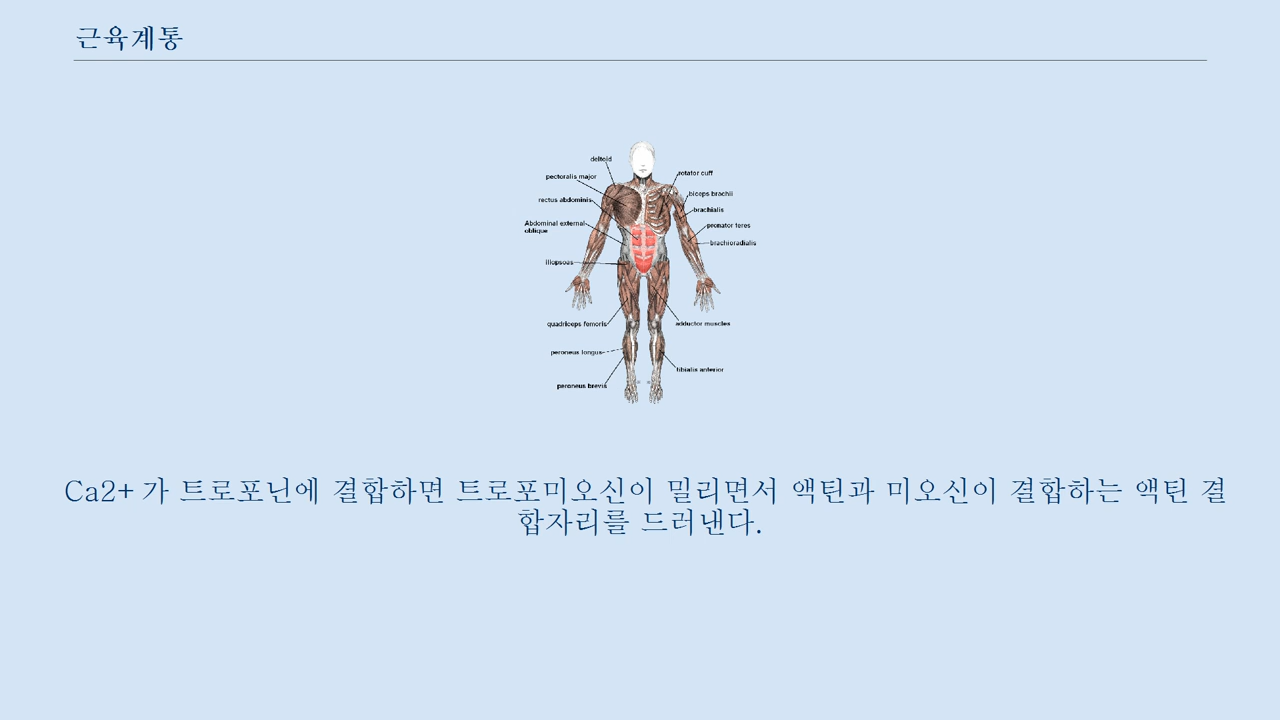 근육계통
deltoid
pectoralis major
rectus abdominis
Abdominal external
oblique
iliopsoas
quadriceps femoris
peroneus longus
peroneus brevis
rotator cuff
biceps brachii
brachialis
pronator teres
brachioradialis
adductor muscles
tibialis anterior
Ca2+ 가 트로포닌에 결합하면 트로포미오신이 밀리면서 액틴과 미오신이 결합하는 액틴 결
합자리를 드러낸다.